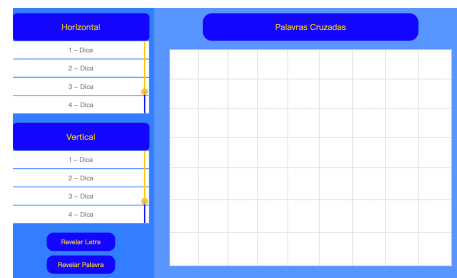 Horizontal
1 - Dica
2 - Dica
3 - Dica
4 - Dica
Vertical
1 - Dica
2 - Dica
3 - Dica
4 - Dica
Revelar Letra
Revelar Palavra
Palavras Cruzadas